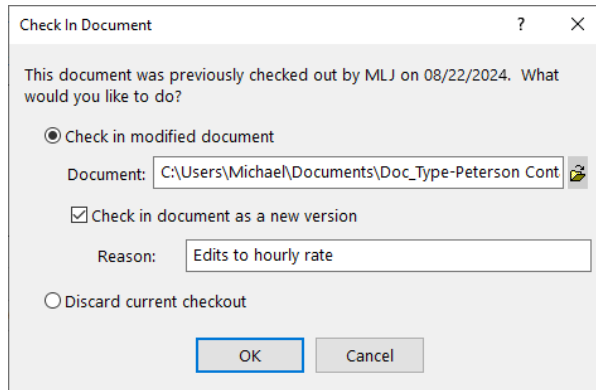 Check In Document
This document was previously checked out by MLJ on 08/22/2024. What
would you like to do?
Check in modified document
Document: C:\Users\Michael\Documents\Doc_Type-Peterson Cont
Check in document as a new version
Reason: Edits to hourly rate
Discard current checkout
OK Cancel